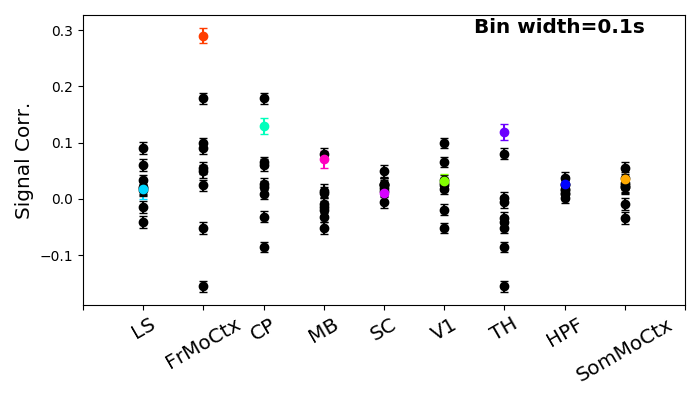 Bin width=0.1s
Signal Corr.
0.3
0.2
0.1
0.0
−0.1
LS
FrMoCtx
CP
MB
SC
V1
TH
HPF
SomMoCtx